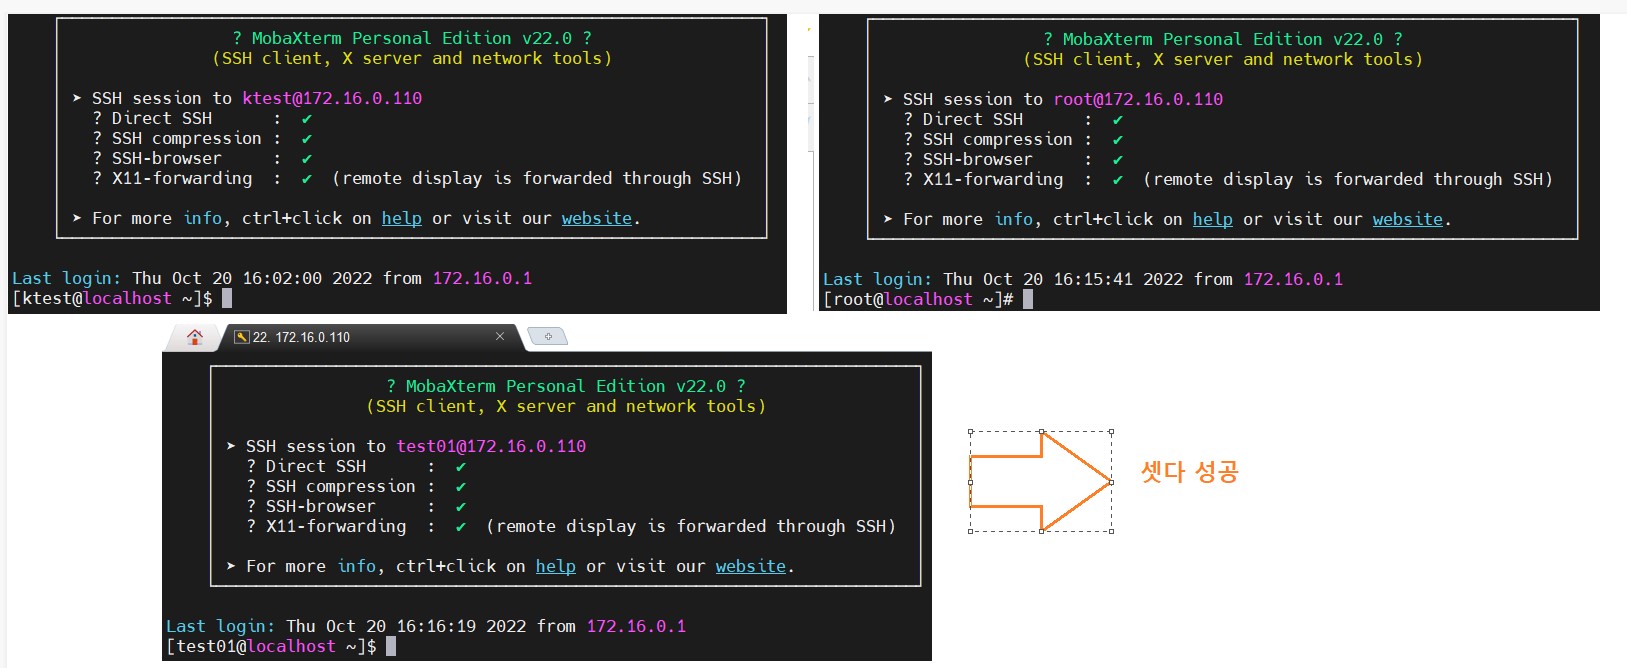 ? MobaXterm Personal Edition v22.0 ?
(SSH client, X server and network tools)
➤ SSH session to ktest@172.16.0.110
? Direct SSH : ✔
? SSH compression : ✔
? SSH-browser : ✔
? X11-forwarding : ✔ (remote display is forwarded through SSH)
➤ For more info, ctrl+click on help or visit our website.
Last login: Thu Oct 20 16:02:00 2022 from 172.16.0.1
[ktest@localhost ~]$
? MobaXterm Personal Edition v22.0 ?
(SSH client, X server and network tools)
➤ SSH session to root@172.16.0.110
? Direct SSH : ✔
? SSH compression : ✔
? SSH-browser : ✔
? X11-forwarding : ✔ (remote display is forwarded through SSH)
➤ For more info, ctrl+click on help or visit our website.
Last login: Thu Oct 20 16:15:41 2022 from 172.16.0.1
[root@localhost ~]#
22. 172.16.0.110
? MobaXterm Personal Edition v22.0 ?
(SSH client, X server and network tools)
➤ SSH session to test01@172.16.0.110
? Direct SSH : ✔
? SSH compression : ✔
? SSH-browser : ✔
? X11-forwarding : ✔ (remote display is forwarded through SSH)
➤ For more info, ctrl+click on help or visit our website.
Last login: Thu Oct 20 16:16:19 2022 from 172.16.0.1
[test01@localhost ~]$
셋다 성공